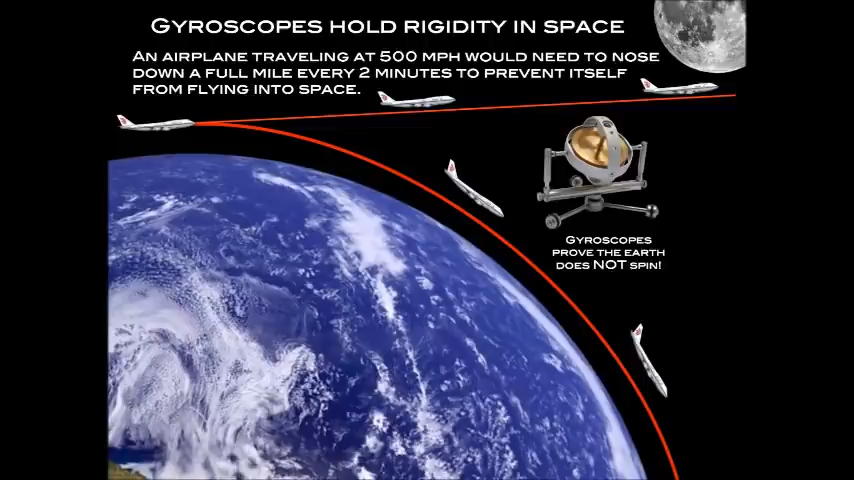 Gyroscopes hold rigidity in space
An airplane traveling at 500 mph would need to nose
down a full mile every 2 minutes to prevent itself
from flying into space.
Gyroscopes
prove the earth
does NOT spin!